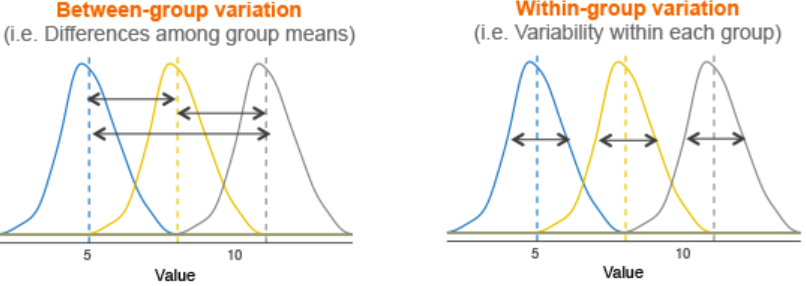 Between-group variation
(i.e. Differences among group means)
5
10
Value
Within-group variation
(i.e. Variability within each group)
5
10
Value